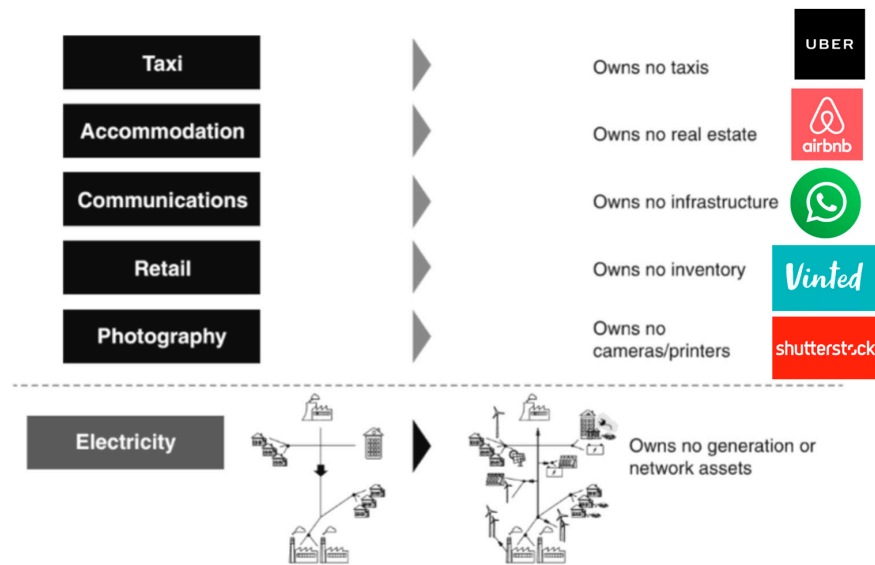 Taxi
Owns no taxis
UBER
Accommodation
Owns no real estate
airbnb
Communications
Owns no infrastructure
Retail
Owns no inventory
Vinted
Photography
Owns no
cameras/printers
shutterstock
Electricity
Owns no generation or
network assets